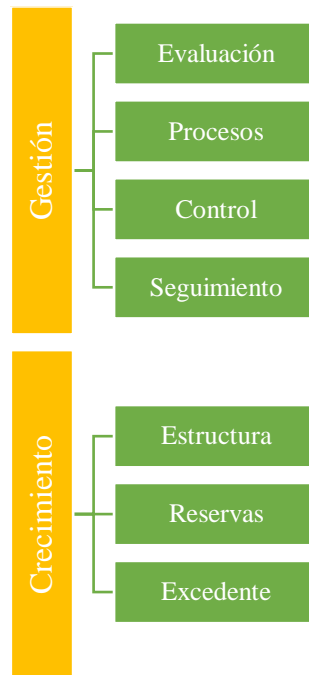 Gestión
Evaluación
Procesos
Control
Seguimiento
Crecimiento
Estructura
Reservas
Excedente